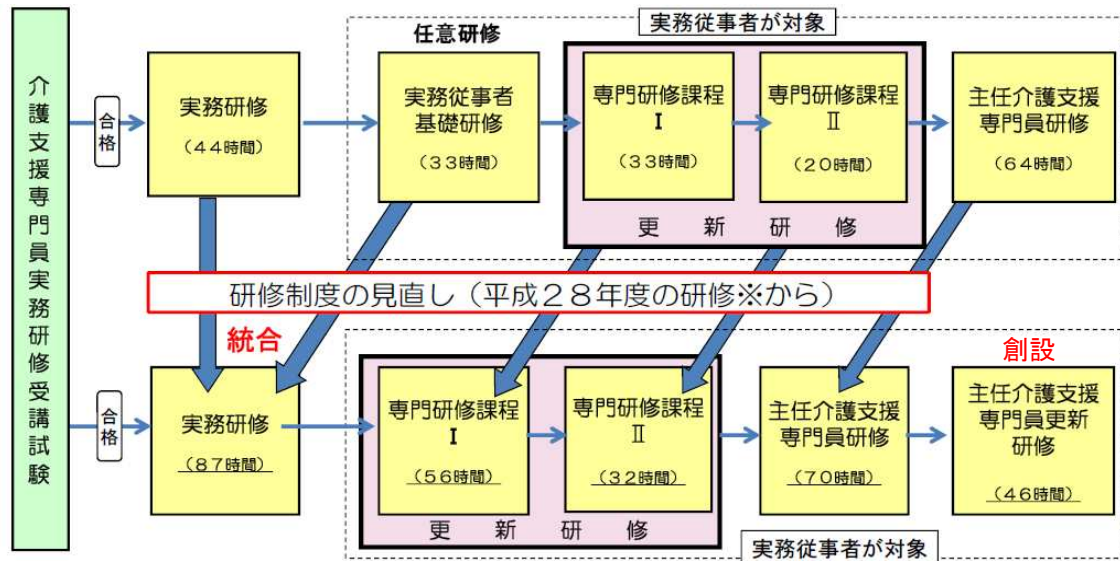 介護支援専門員実務研修受講試験
実務従事者が対象
任意研修
合格
実務研修
（４４時間）
実務従事者
基礎研修
（３３時間）
専門研修課程
Ⅰ
（３３時間）
専門研修課程
Ⅱ
（２０時間）
主任介護支援
専門員研修
（６４時間）
更新研修
研修制度の見直し（平成２８年度の研修※から）
統合
創設
合格
実務研修
（８７時間）
専門研修課程
Ⅰ
（５６時間）
専門研修課程
Ⅱ
（３２時間）
主任介護支援
専門員研修
（７０時間）
主任介護支援
専門員更新
研修
（４６時間）
更新研修
実務従事者が対象